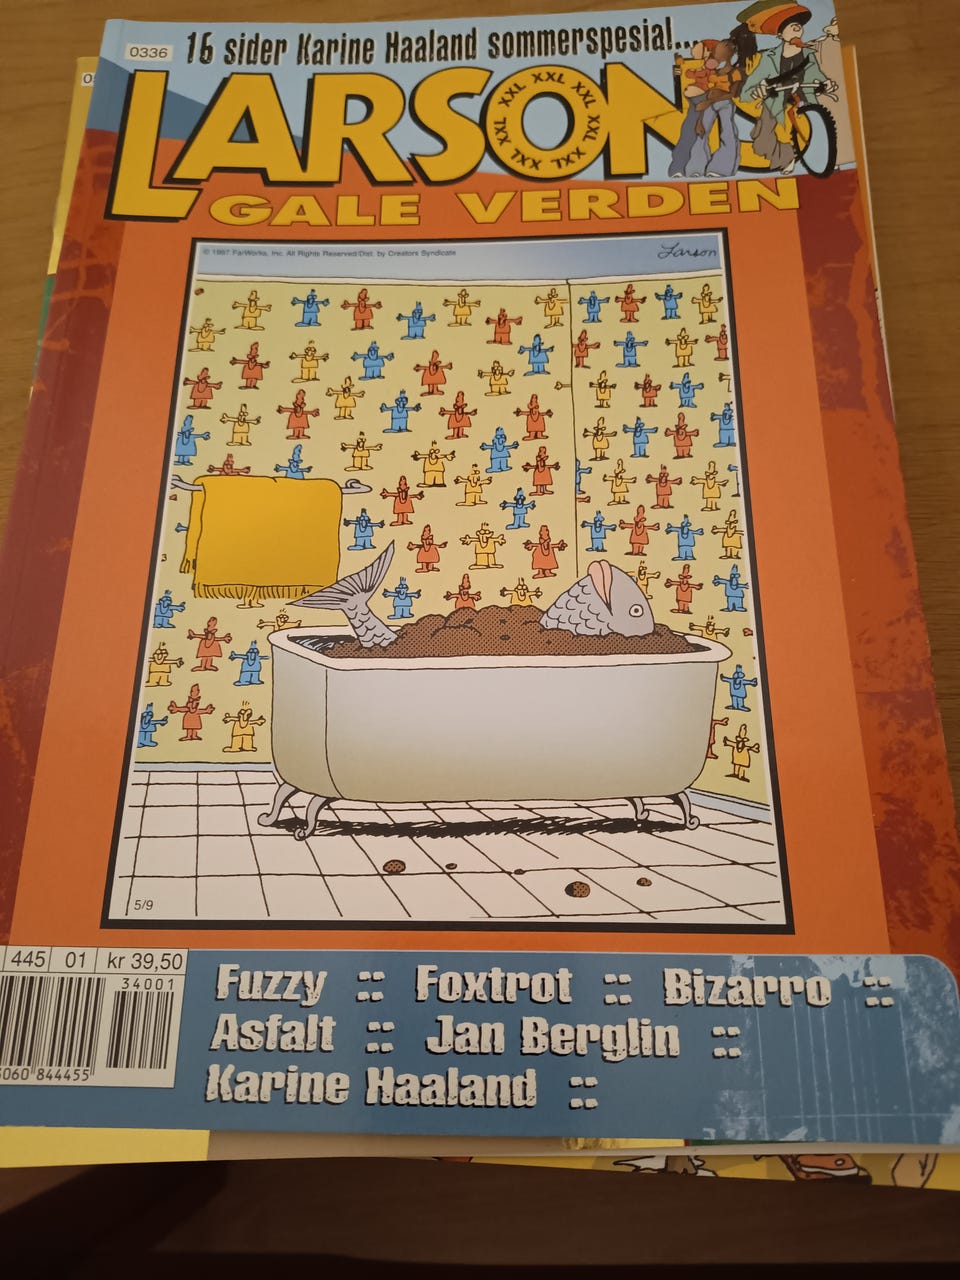 0336
16 sider Karine Haaland sommerspesial...
LARSONS
XXL XXL XXL XXL XXL XXL XXL XXL
GALE VERDEN
© 1987 FarWorks, Inc. All Rights Reserved/Dist. by Creators Syndicate
Larson
5/9
445 01 kr 39,50
34001
060 844455
Fuzzy :: Foxtrot :: Bizarro ::
Asfalt :: Jan Berglin ::
Karine Haaland ::